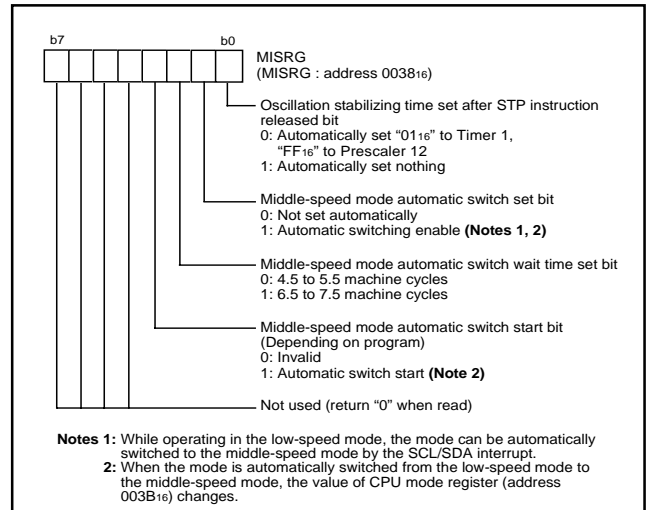 b7 b0
MISRG
(MISRG : address 003816)
Oscillation stabilizing time set after STP instruction
released bit
0: Automatically set “0116” to Timer 1,
“FF16” to Prescaler 12
1: Automatically set nothing
Middle-speed mode automatic switch set bit
0: Not set automatically
1: Automatic switching enable (Notes 1, 2)
Middle-speed mode automatic switch wait time set bit
0: 4.5 to 5.5 machine cycles
1: 6.5 to 7.5 machine cycles
Middle-speed mode automatic switch start bit
(Depending on program)
0: Invalid
1: Automatic switch start (Note 2)
Not used (return “0” when read)
Notes 1: While operating in the low-speed mode, the mode can be automatically
switched to the middle-speed mode by the SCL/SDA interrupt.
2: When the mode is automatically switched from the low-speed mode to
the middle-speed mode, the value of CPU mode register (address
003B16) changes.